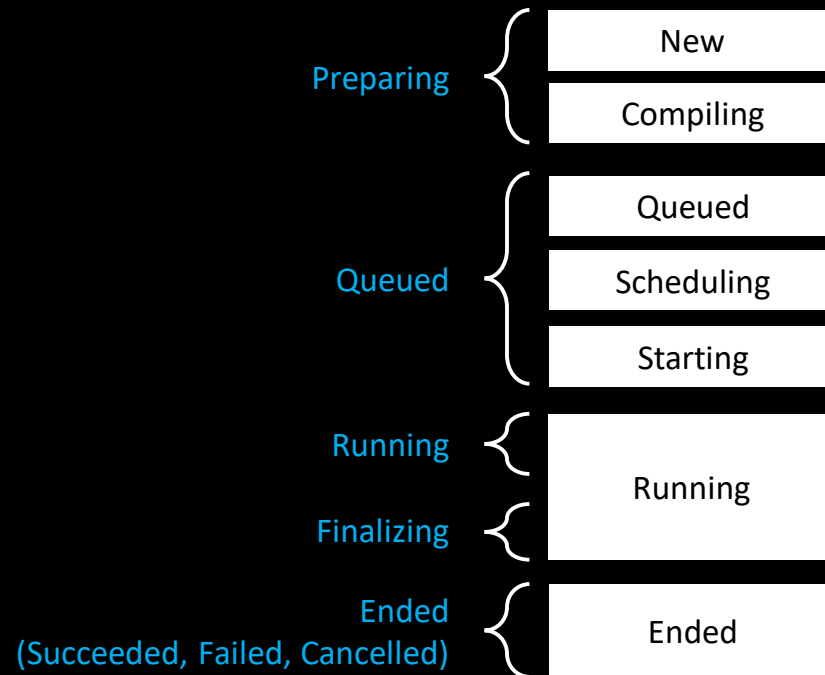 New
Preparing
Compiling
Queued
Queued
Scheduling
Starting
Running
Running
Finalizing
Ended
(Succeeded, Failed, Cancelled)
Ended